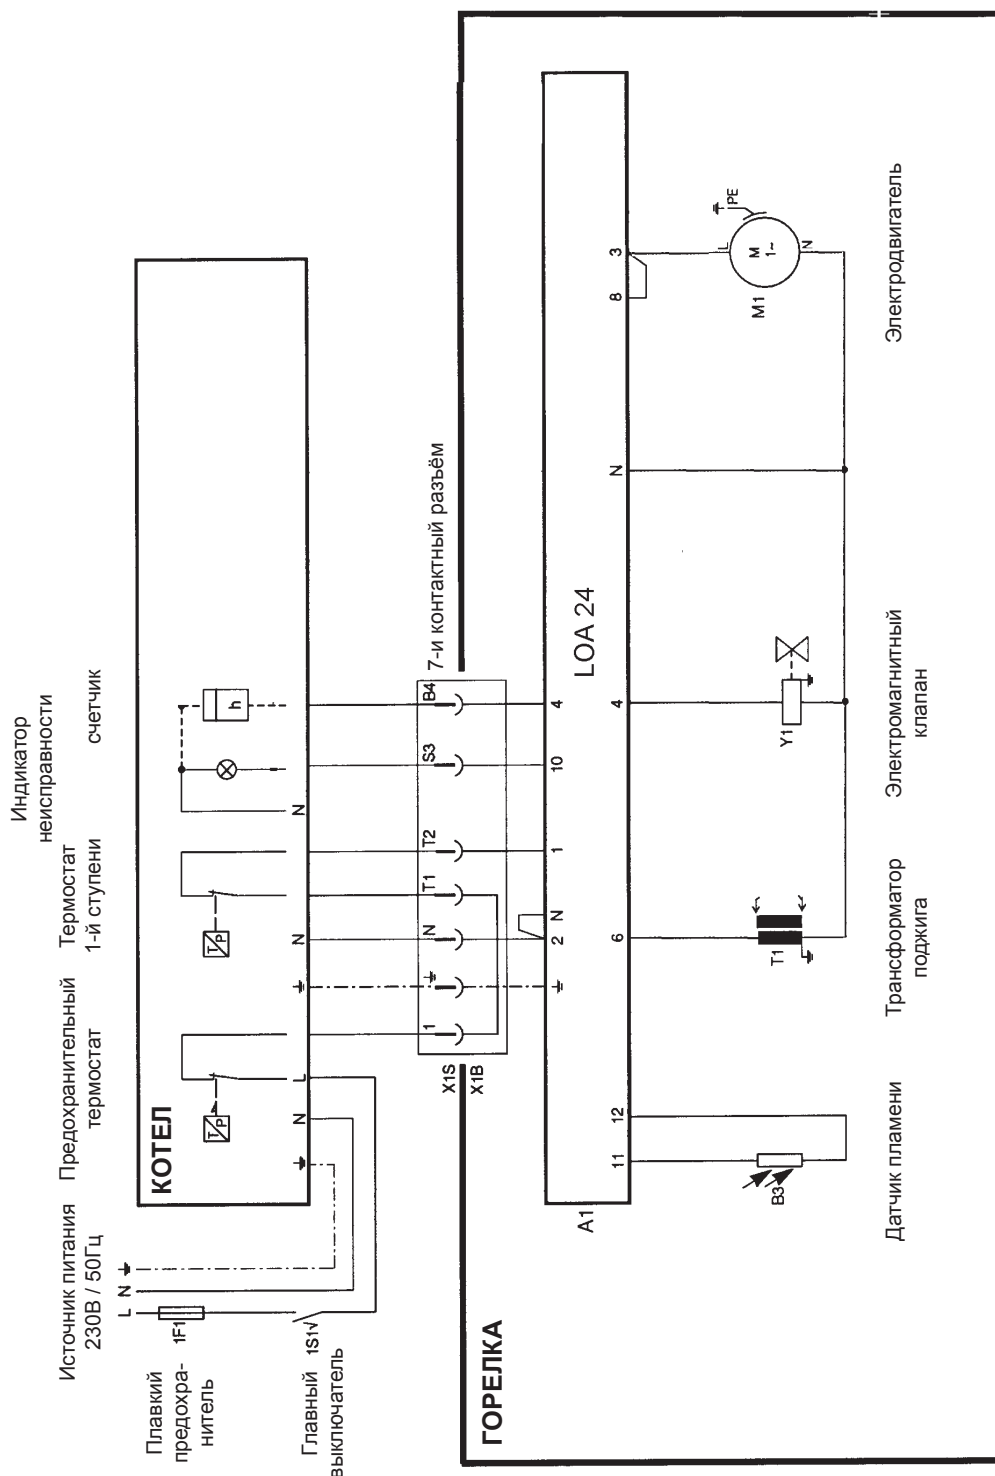 Источник питания
230В / 50Гц
L
N
Плавкий
предохра-
нитель
1F1
Главный
выключатель
1S1
Предохранительный
термостат
Термостат
1-й ступени
Индикатор
неисправности
счетчик
КОТЕЛ
T/P
T/P
h
N
L
N
N
X1S
X1B
1
N
T1
T2
S3
B4
7-и контактный разъём
ГОРЕЛКА
A1
LOA 24
2
N
1
10
4
11
12
6
4
N
8
3
B3
T1
Y1
M1
M
1~
L
N
PE
Датчик пламени
Трансформатор
поджига
Электромагнитный
клапан
Электродвигатель